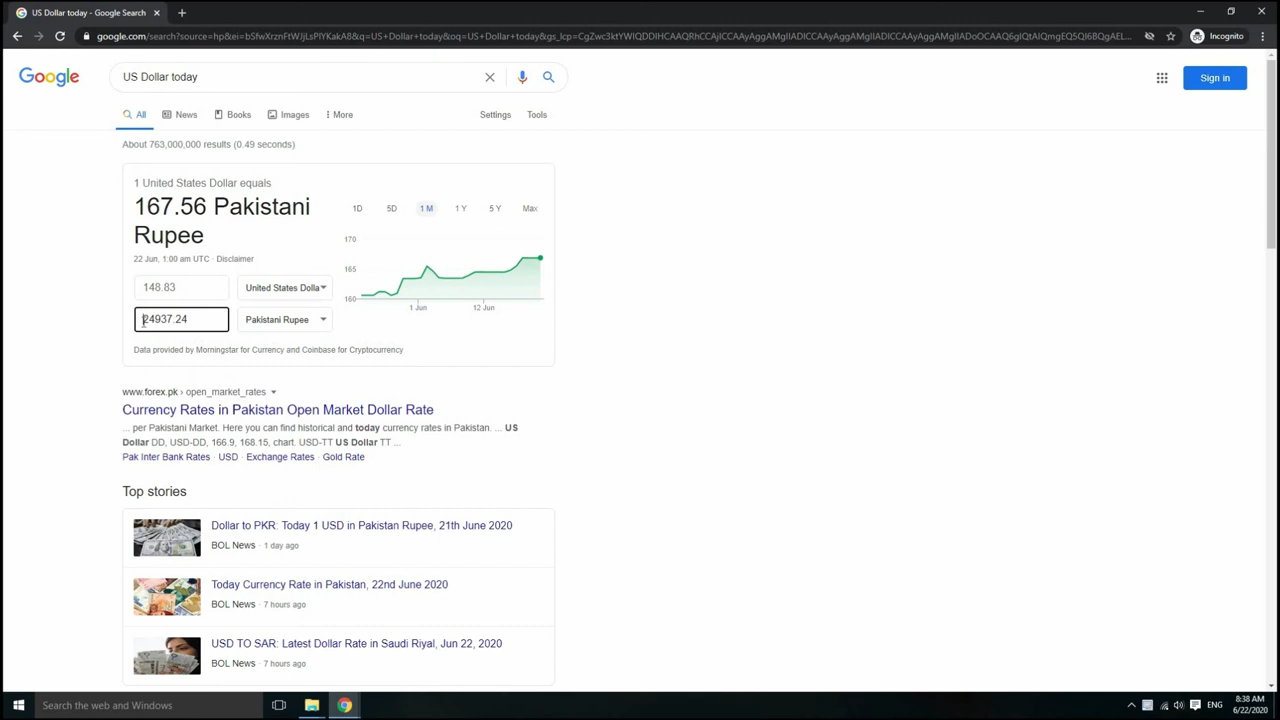 US Dollar today - Google Search
google.com/search?source=hp&ei=bSfwXrznFtWJjLsPlYKakA8&q=US+Dollar+today&oq=US+Dollar+today&gs_lcp=CgZwc3ktYWIQDDIHCAAQRhCCAjICCAAyAggAMgIIADICCAAyAggAMgIIADICCAAyAggAMgIIADoOCAAQ6gIQtAIQmgEQ5QI6BQgAEJ...
Incognito
Google
US Dollar today
Sign in
All
News
Books
Images
More
Settings
Tools
About 763,000,000 results (0.49 seconds)
1 United States Dollar equals
167.56 Pakistani
Rupee
22 Jun, 1:00 am UTC · Disclaimer
148.83
United States Dolla
24937.24
Pakistani Rupee
1D
5D
1 M
1 Y
5 Y
Max
170
165
160
1 Jun
12 Jun
Data provided by Morningstar for Currency and Coinbase for Cryptocurrency
www.forex.pk › open_market_rates
Currency Rates in Pakistan Open Market Dollar Rate
... per Pakistani Market. Here you can find historical and today currency rates in Pakistan. ... US
Dollar DD, USD-DD, 166.9, 168.15, chart. USD-TT US Dollar TT ...
Pak Inter Bank Rates · USD · Exchange Rates · Gold Rate
Top stories
Dollar to PKR: Today 1 USD in Pakistan Rupee, 21th June 2020
BOL News · 1 day ago
Today Currency Rate in Pakistan, 22nd June 2020
BOL News · 7 hours ago
USD TO SAR: Latest Dollar Rate in Saudi Riyal, Jun 22, 2020
BOL News · 7 hours ago
Search the web and Windows
ENG
8:38 AM
6/22/2020